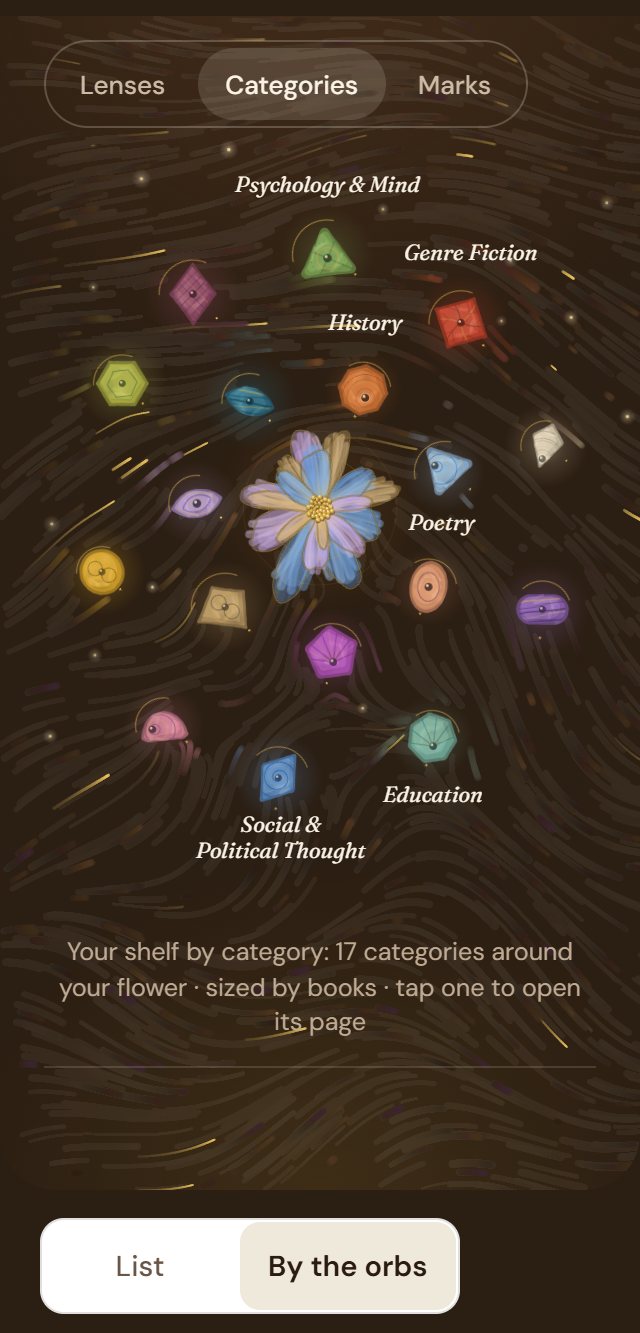 Lenses
Categories
Marks
Psychology & Mind
Genre Fiction
History
Poetry
Education
Social &
Political Thought
Your shelf by category: 17 categories around
your flower · sized by books · tap one to open
its page
List
By the orbs